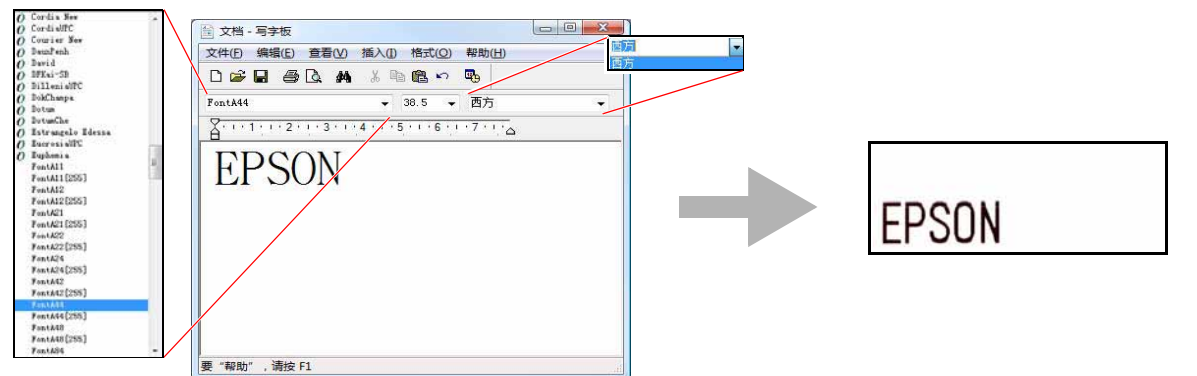 Cordia New
CordiaUPC
Courier New
DaunPenh
David
DFKai-SB
DilleniaUPC
DokChampa
Dotum
DotumChe
Estrangelo Edessa
EucrosiaUPC
Euphemia
FontA11
FontA11[255]
FontA12
FontA12[255]
FontA21
FontA21[255]
FontA22
FontA22[255]
FontA24
FontA24[255]
FontA42
FontA42[255]
FontA44
FontA44[255]
FontA48
FontA48[255]
FontA84
文档 - 写字板
文件(F) 编辑(E) 查看(V) 插入(I) 格式(O) 帮助(H)
FontA44 38.5 西方
1 2 3 4 5 6 7
EPSON
要 “帮助” ，请按 F1
西方
西方
EPSON